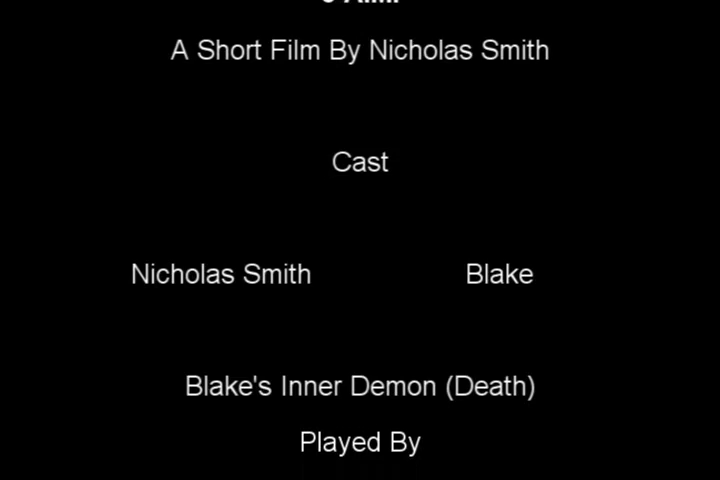 A Short Film By Nicholas Smith
Cast
Nicholas Smith Blake
Blake's Inner Demon (Death)
Played By